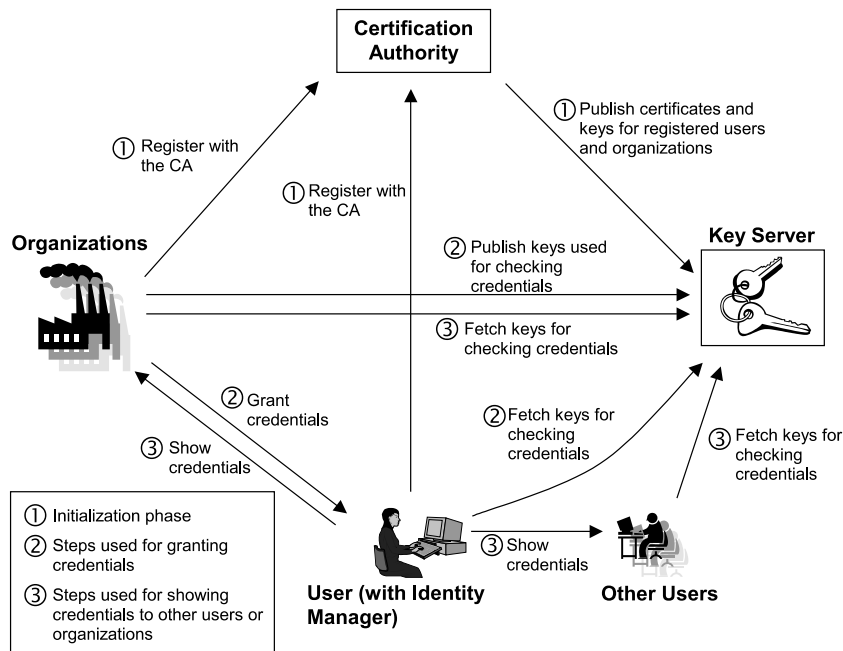 Certification
Authority
① Publish certificates and
keys for registered users
and organizations
① Register with
the CA
① Register with
the CA
Organizations
Key Server
② Publish keys used
for checking
credentials
③ Fetch keys for
checking credentials
② Grant
credentials
③ Show
credentials
② Fetch keys for
checking
credentials
③ Fetch keys for
checking
credentials
① Initialization phase
② Steps used for granting
credentials
③ Steps used for showing
credentials to other users or
organizations
③ Show
credentials
User (with Identity
Manager)
Other Users